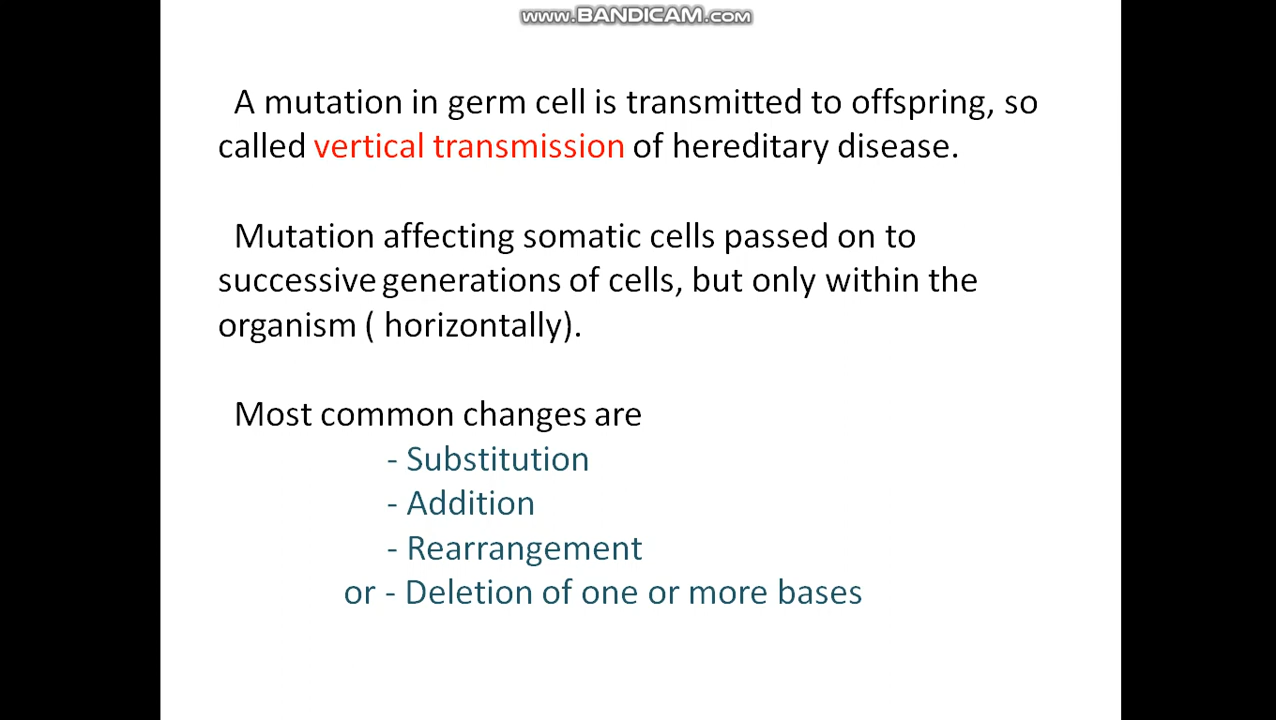 www.BANDICAM.com
A mutation in germ cell is transmitted to offspring, so
called vertical transmission of hereditary disease.
Mutation affecting somatic cells passed on to
successive generations of cells, but only within the
organism ( horizontally).
Most common changes are
- Substitution
- Addition
- Rearrangement
or - Deletion of one or more bases